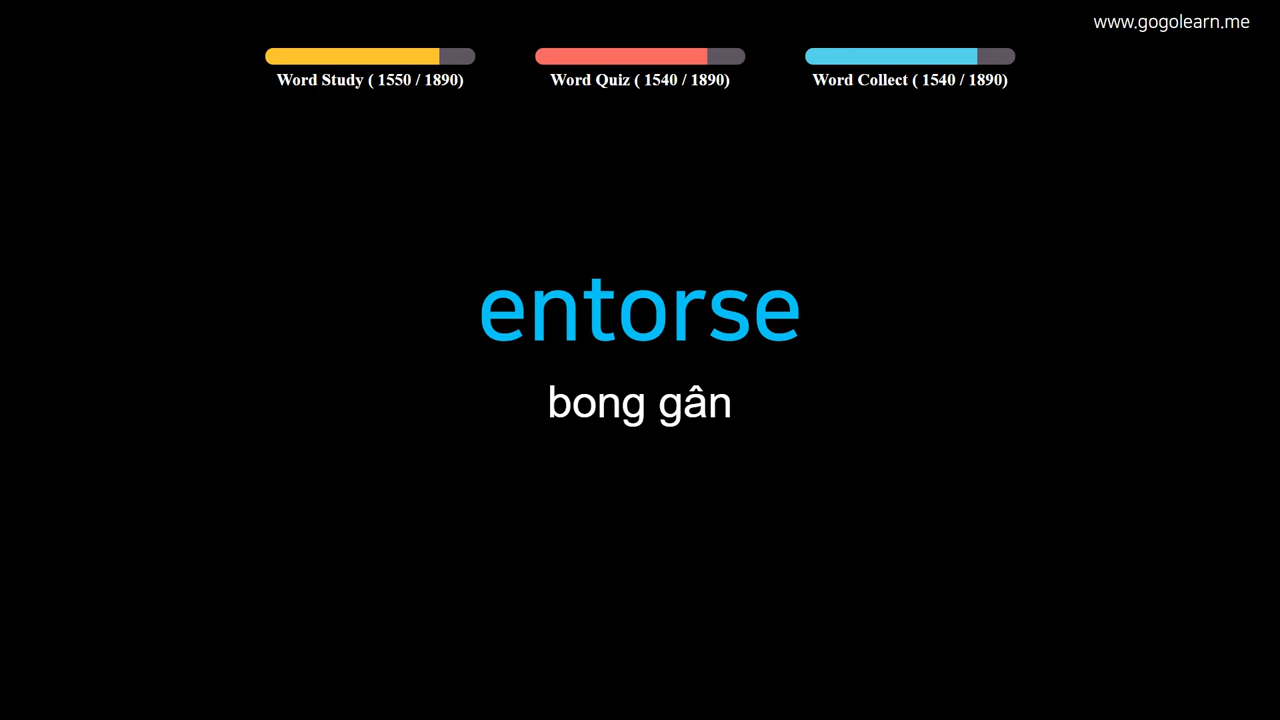 www.gogolearn.me
Word Study ( 1550 / 1890)
Word Quiz ( 1540 / 1890)
Word Collect ( 1540 / 1890)
entorse
bong gân